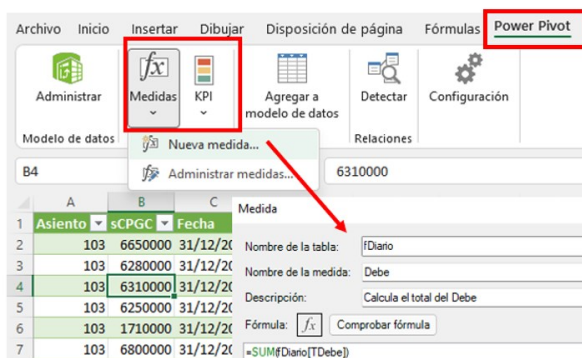 Archivo Inicio Insertar Dibujar Disposición de página Fórmulas Power Pivot
fx
Administrar Medidas KPI Agregar a modelo de datos Detectar Configuración
Modelo de datos Relaciones
Nueva medida...
Administrar medidas...
B4 6310000
A B C
1 Asiento sCPGC Fecha
2 103 6650000 31/12/20
3 103 6280000 31/12/20
4 103 6310000 31/12/20
5 103 6250000 31/12/20
6 103 1710000 31/12/20
7 103 6800000 31/12/20
Medida
Nombre de la tabla: fDiario
Nombre de la medida: Debe
Descripción: Calcula el total del Debe
Fórmula: fx Comprobar fórmula
=SUM(fDiario[TDebe])